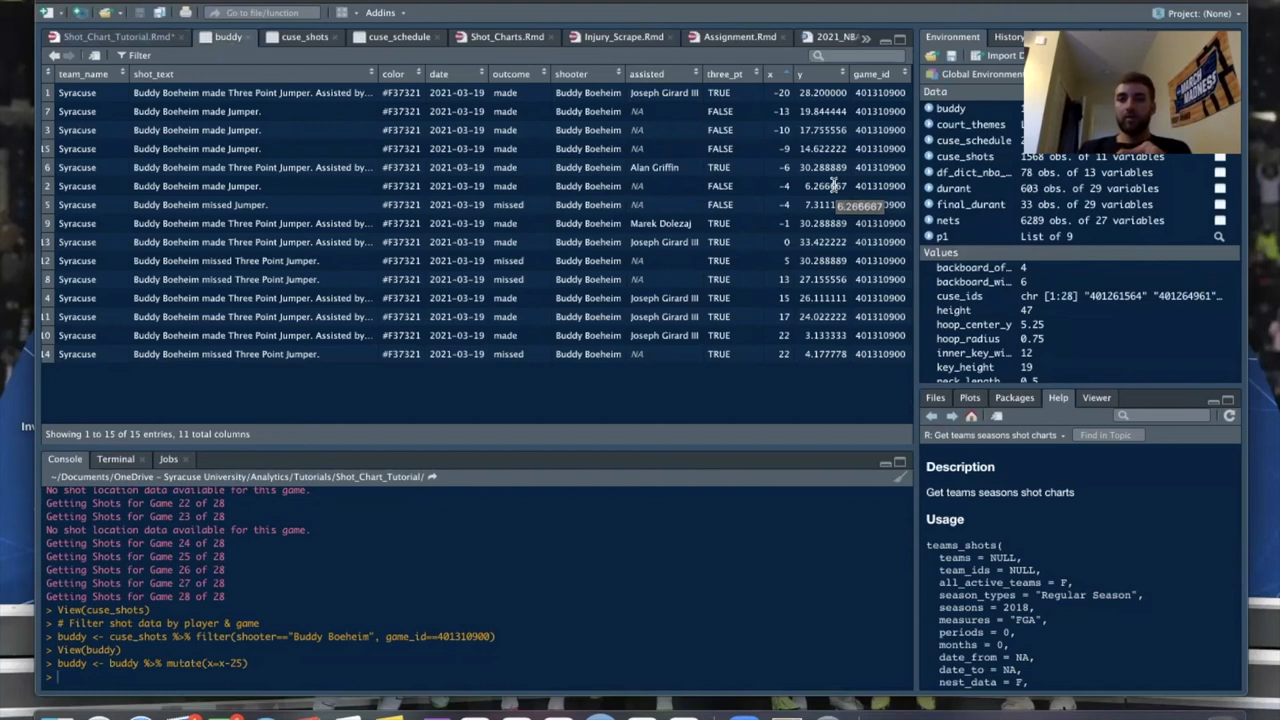 Go to file/function
Addins
Project: (None)
Shot_Chart_Tutorial.Rmd*
buddy
cuse_shots
cuse_schedule
Shot_Charts.Rmd
Injury_Scrape.Rmd
Assignment.Rmd
2021_NB
Filter
team_name shot_text color date outcome shooter assisted three_pt x y game_id
1 Syracuse Buddy Boeheim made Three Point Jumper. Assisted by... #F37321 2021-03-19 made Buddy Boeheim Joseph Girard III TRUE -20 28.200000 401310900
7 Syracuse Buddy Boeheim made Jumper. #F37321 2021-03-19 made Buddy Boeheim NA FALSE -13 19.844444 401310900
3 Syracuse Buddy Boeheim made Jumper. #F37321 2021-03-19 made Buddy Boeheim NA FALSE -10 17.755556 401310900
15 Syracuse Buddy Boeheim made Jumper. #F37321 2021-03-19 made Buddy Boeheim NA FALSE -9 14.622222 401310900
6 Syracuse Buddy Boeheim made Three Point Jumper. Assisted by... #F37321 2021-03-19 made Buddy Boeheim Alan Griffin TRUE -6 30.288889 401310900
2 Syracuse Buddy Boeheim made Jumper. #F37321 2021-03-19 made Buddy Boeheim NA FALSE -4 6.266667 401310900
5 Syracuse Buddy Boeheim missed Jumper. #F37321 2021-03-19 missed Buddy Boeheim NA FALSE -4 7.311 6.266667 900
9 Syracuse Buddy Boeheim made Three Point Jumper. Assisted by... #F37321 2021-03-19 made Buddy Boeheim Marek Dolezaj TRUE -1 30.288889 401310900
13 Syracuse Buddy Boeheim made Three Point Jumper. Assisted by... #F37321 2021-03-19 made Buddy Boeheim Joseph Girard III TRUE 0 33.422222 401310900
12 Syracuse Buddy Boeheim missed Three Point Jumper. #F37321 2021-03-19 missed Buddy Boeheim NA TRUE 5 30.288889 401310900
8 Syracuse Buddy Boeheim missed Three Point Jumper. #F37321 2021-03-19 missed Buddy Boeheim NA TRUE 13 27.155556 401310900
4 Syracuse Buddy Boeheim made Three Point Jumper. Assisted by... #F37321 2021-03-19 made Buddy Boeheim Joseph Girard III TRUE 15 26.111111 401310900
11 Syracuse Buddy Boeheim made Three Point Jumper. Assisted by... #F37321 2021-03-19 made Buddy Boeheim Joseph Girard III TRUE 17 24.022222 401310900
10 Syracuse Buddy Boeheim made Three Point Jumper. Assisted by... #F37321 2021-03-19 made Buddy Boeheim Joseph Girard III TRUE 22 3.133333 401310900
14 Syracuse Buddy Boeheim missed Three Point Jumper. #F37321 2021-03-19 missed Buddy Boeheim NA TRUE 22 4.177778 401310900
Showing 1 to 15 of 15 entries, 11 total columns
Console Terminal Jobs
~/Documents/OneDrive – Syracuse University/Analytics/Tutorials/Shot_Chart_Tutorial/
No shot location data available for this game.
Getting Shots for Game 22 of 28
Getting Shots for Game 23 of 28
No shot location data available for this game.
Getting Shots for Game 24 of 28
Getting Shots for Game 25 of 28
Getting Shots for Game 26 of 28
Getting Shots for Game 27 of 28
Getting Shots for Game 28 of 28
> View(cuse_shots)
> # Filter shot data by player & game
> buddy <- cuse_shots %>% filter(shooter=="Buddy Boeheim", game_id==401310900)
> View(buddy)
> buddy <- buddy %>% mutate(x=x-25)
>
Environment History
Import D
Global Environment
MARCH MADNESS
Data
buddy
court_themes
cuse_schedule
cuse_shots 1568 obs. of 11 variables
df_dict_nba_... 78 obs. of 13 variables
durant 603 obs. of 29 variables
final_durant 33 obs. of 29 variables
nets 6289 obs. of 27 variables
p1 List of 9
Values
backboard_of... 4
backboard_wi... 6
cuse_ids chr [1:28] "401261564" "401264961"...
height 47
hoop_center_y 5.25
hoop_radius 0.75
inner_key_wi... 12
key_height 19
neck_length 0.5
Files Plots Packages Help Viewer
R: Get teams seasons shot charts
Find in Topic
Description
Get teams seasons shot charts
Usage
teams_shots(
teams = NULL,
team_ids = NULL,
all_active_teams = F,
season_types = "Regular Season",
seasons = 2018,
measures = "FGA",
periods = 0,
months = 0,
date_from = NA,
date_to = NA,
nest_data = F,